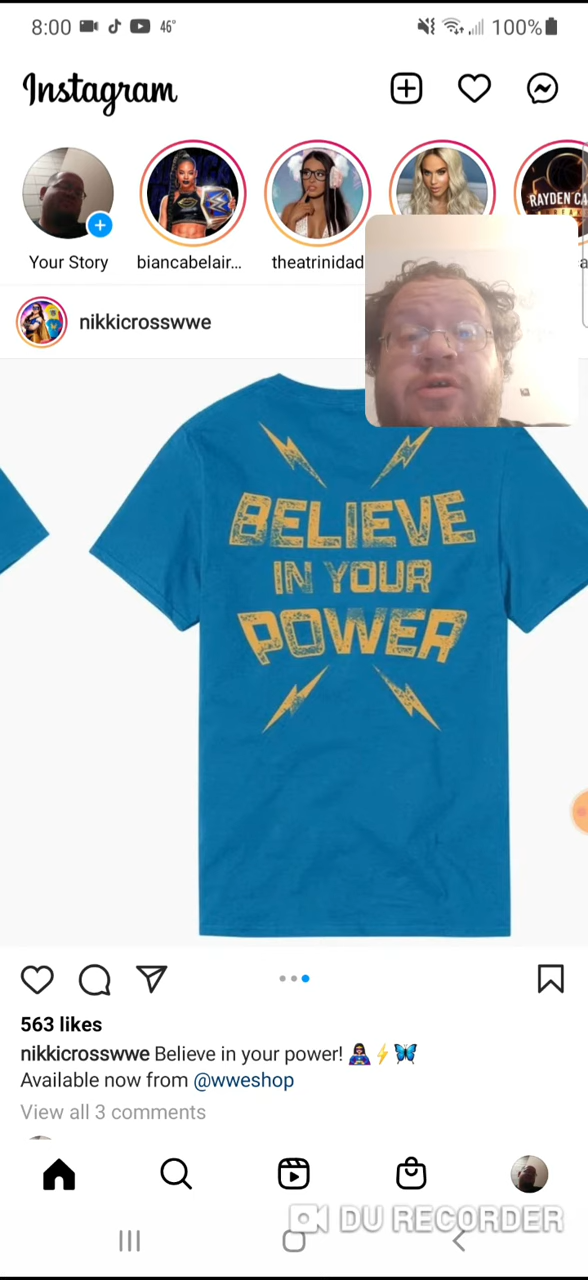 8:00 46° 100%
Instagram
Your Story biancabelair... theatrinidad
RAYDEN CA
nikkicrosswwe
BELIEVE
IN YOUR
POWER
563 likes
nikkicrosswwe Believe in your power! 🦸‍♀️⚡🦋
Available now from @wweshop
View all 3 comments
DU RECORDER